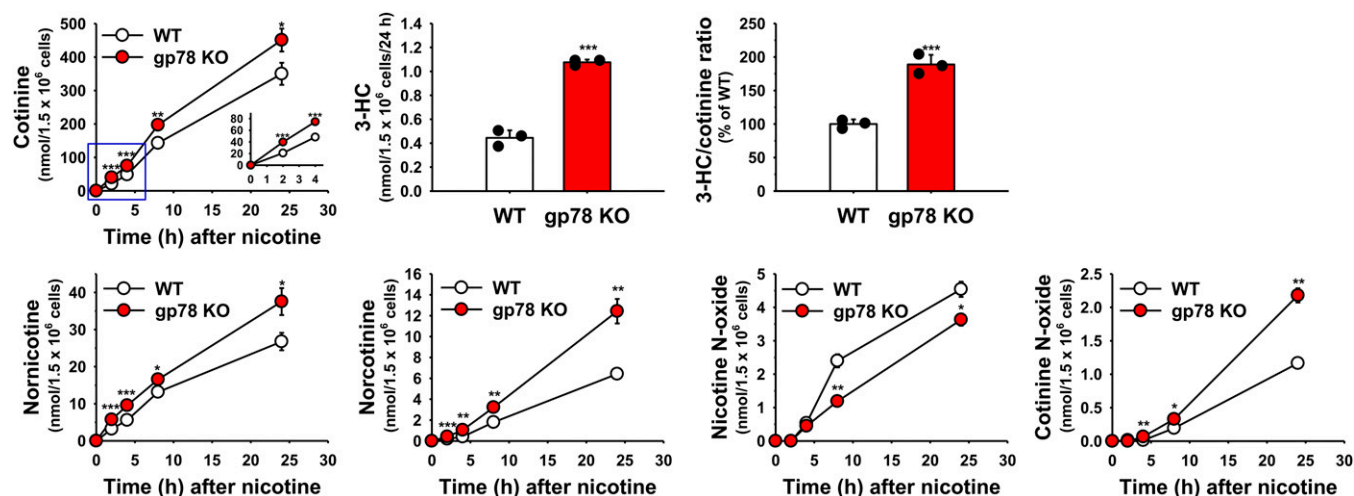 Cotinine
(nmol/1.5 x 10⁶ cells)
500
400
300
200
100
0
WT
gp78 KO
***
***
**
*
80
60
40
20
0
***
***
0 1 2 3 4
0 5 10 15 20 25 30
Time (h) after nicotine
3-HC
(nmol/1.5 x 10⁶ cells/24 h)
1.4
1.2
1.0
0.8
0.6
0.4
0.2
0.0
***
WT gp78 KO
3-HC/cotinine ratio
(% of WT)
250
200
150
100
50
0
***
WT gp78 KO
Nornicotine
(nmol/1.5 x 10⁶ cells)
50
40
30
20
10
0
WT
gp78 KO
***
***
*
*
0 5 10 15 20 25 30
Time (h) after nicotine
Norcotinine
(nmol/1.5 x 10⁶ cells)
16
14
12
10
8
6
4
2
0
WT
gp78 KO
***
**
**
**
0 5 10 15 20 25 30
Time (h) after nicotine
Nicotine N-oxide
(nmol/1.5 x 10⁶ cells)
5
4
3
2
1
0
WT
gp78 KO
**
*
0 5 10 15 20 25 30
Time (h) after nicotine
Cotinine N-oxide
(nmol/1.5 x 10⁶ cells)
2.5
2.0
1.5
1.0
0.5
0.0
WT
gp78 KO
**
*
**
0 5 10 15 20 25 30
Time (h) after nicotine